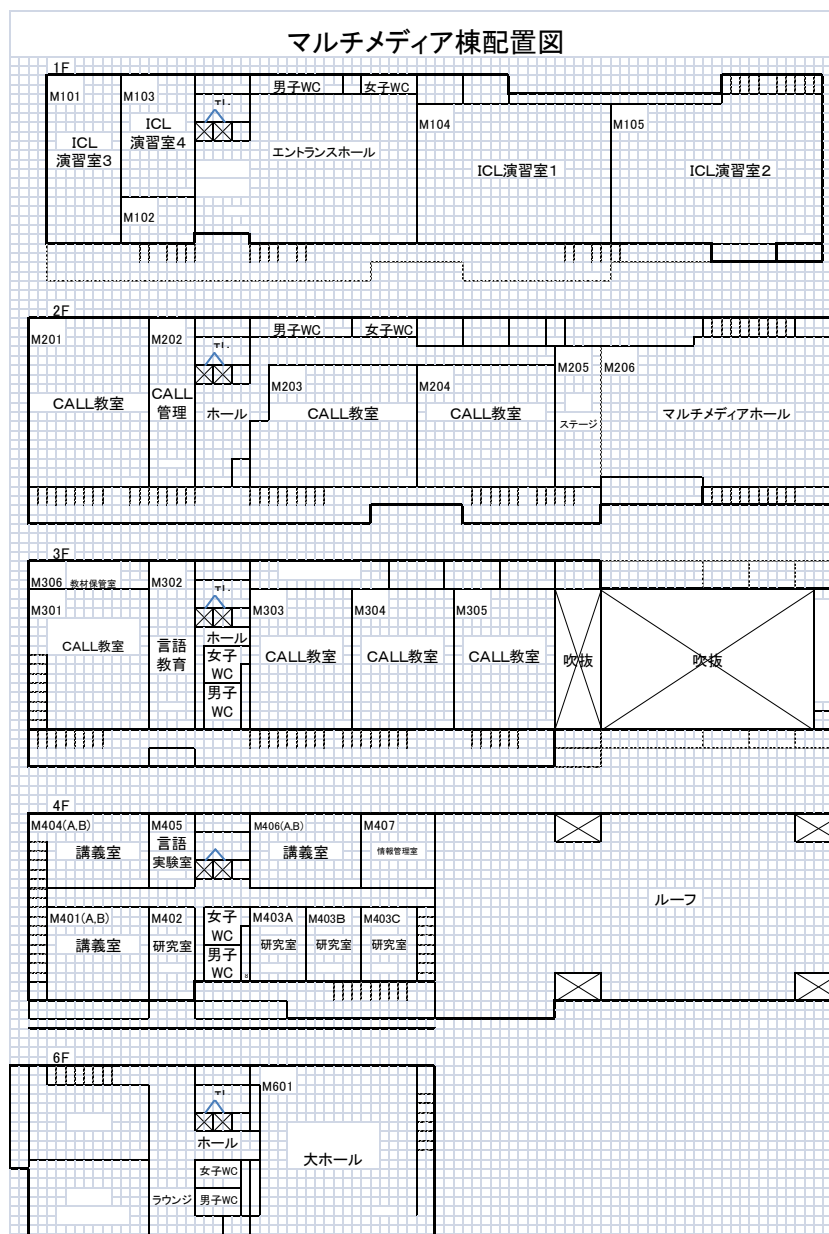 マルチメディア棟配置図
1F
男子WC 女子WC
M101 M103
M104 M105
ICL
演習室3
ICL
演習室4
エントランスホール
ICL演習室1
ICL演習室2
M102
2F
男子WC 女子WC
M201 M202
M205 M206
M203 M204
CALL教室
CALL
管理
ホール
CALL教室
CALL教室
ステージ
マルチメディアホール
3F
M306 教材保管室 M302
M301
M303 M304 M305
CALL教室
言語
教育
ホール
女子
WC
男子
WC
CALL教室
CALL教室
CALL教室
吹抜
吹抜
4F
M404(A,B) M405 M406(A,B) M407
講義室
言語
実験室
講義室
情報管理室
ルーフ
M401(A,B) M402
女子
WC
男子
WC
M403A M403B M403C
講義室
研究室
研究室
研究室
研究室
6F
M601
ホール
大ホール
女子WC
ラウンジ
男子WC